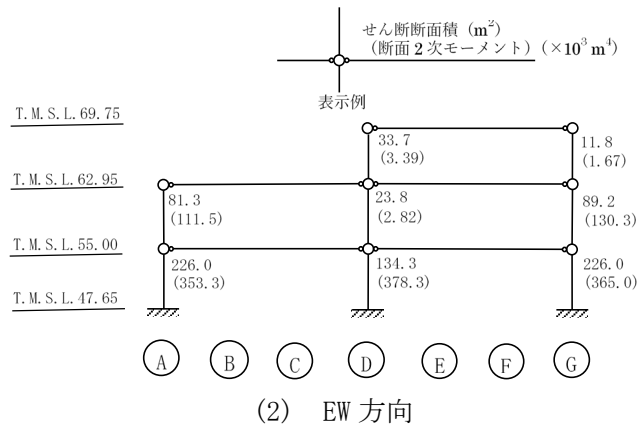 せん断断面積 (m²)
(断面2次モーメント) (×10³ m⁴)
表示例
T.M.S.L.69.75
33.7
(3.39)
11.8
(1.67)
T.M.S.L.62.95
81.3
(111.5)
23.8
(2.82)
89.2
(130.3)
T.M.S.L.55.00
226.0
(353.3)
134.3
(378.3)
226.0
(365.0)
T.M.S.L.47.65
A B C D E F G
(2) EW 方向